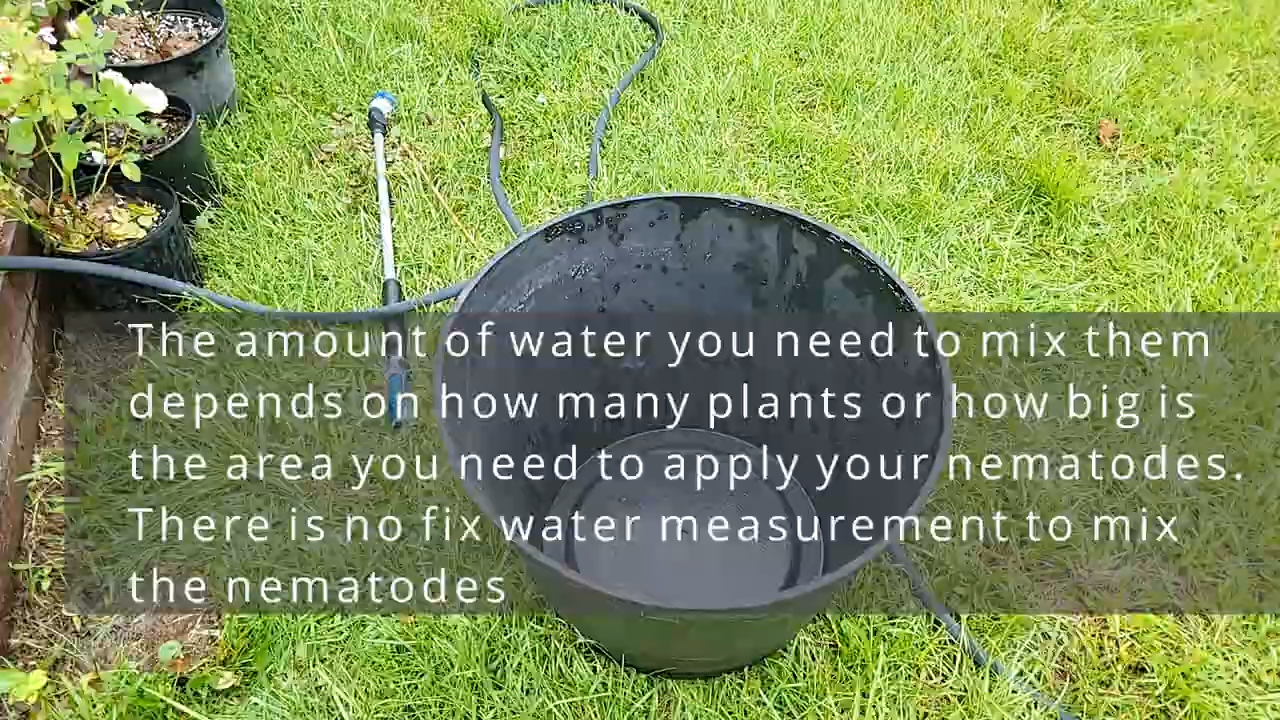 The amount of water you need to mix them
depends on how many plants or how big is
the area you need to apply your nematodes.
There is no fix water measurement to mix
the nematodes